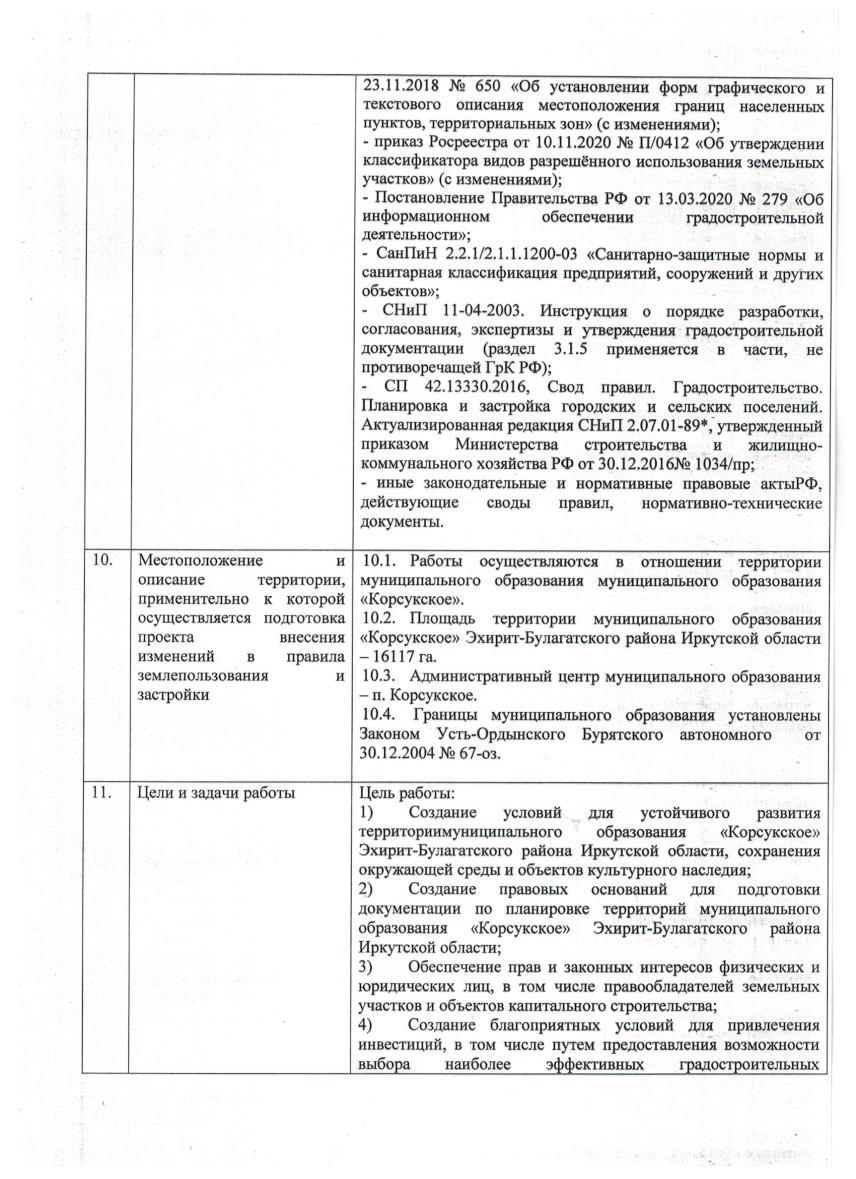 23.11.2018 № 650 «Об установлении форм графического и
текстового описания местоположения границ населенных
пунктов, территориальных зон» (с изменениями);
- приказ Росреестра от 10.11.2020 № П/0412 «Об утверждении
классификатора видов разрешённого использования земельных
участков» (с изменениями);
- Постановление Правительства РФ от 13.03.2020 № 279 «Об
информационном обеспечении градостроительной
деятельности»;
- СанПиН 2.2.1/2.1.1.1200-03 «Санитарно-защитные нормы и
санитарная классификация предприятий, сооружений и других
объектов»;
- СНиП 11-04-2003. Инструкция о порядке разработки,
согласования, экспертизы и утверждения градостроительной
документации (раздел 3.1.5 применяется в части, не
противоречащей ГрК РФ);
- СП 42.13330.2016, Свод правил. Градостроительство.
Планировка и застройка городских и сельских поселений.
Актуализированная редакция СНиП 2.07.01-89*, утвержденный
приказом Министерства строительства и жилищно-
коммунального хозяйства РФ от 30.12.2016№ 1034/пр;
- иные законодательные и нормативные правовые актыРФ,
действующие своды правил, нормативно-технические
документы.
10.
Местоположение и
описание территории,
применительно к которой
осуществляется подготовка
проекта внесения
изменений в правила
землепользования и
застройки
10.1. Работы осуществляются в отношении территории
муниципального образования муниципального образования
«Корсукское».
10.2. Площадь территории муниципального образования
«Корсукское» Эхирит-Булагатского района Иркутской области
– 16117 га.
10.3. Административный центр муниципального образования
– п. Корсукское.
10.4. Границы муниципального образования установлены
Законом Усть-Ордынского Бурятского автономного от
30.12.2004 № 67-оз.
11.
Цели и задачи работы
Цель работы:
1) Создание условий для устойчивого развития
территориимуниципального образования «Корсукское»
Эхирит-Булагатского района Иркутской области, сохранения
окружающей среды и объектов культурного наследия;
2) Создание правовых оснований для подготовки
документации по планировке территорий муниципального
образования «Корсукское» Эхирит-Булагатского района
Иркутской области;
3) Обеспечение прав и законных интересов физических и
юридических лиц, в том числе правообладателей земельных
участков и объектов капитального строительства;
4) Создание благоприятных условий для привлечения
инвестиций, в том числе путем предоставления возможности
выбора наиболее эффективных градостроительных